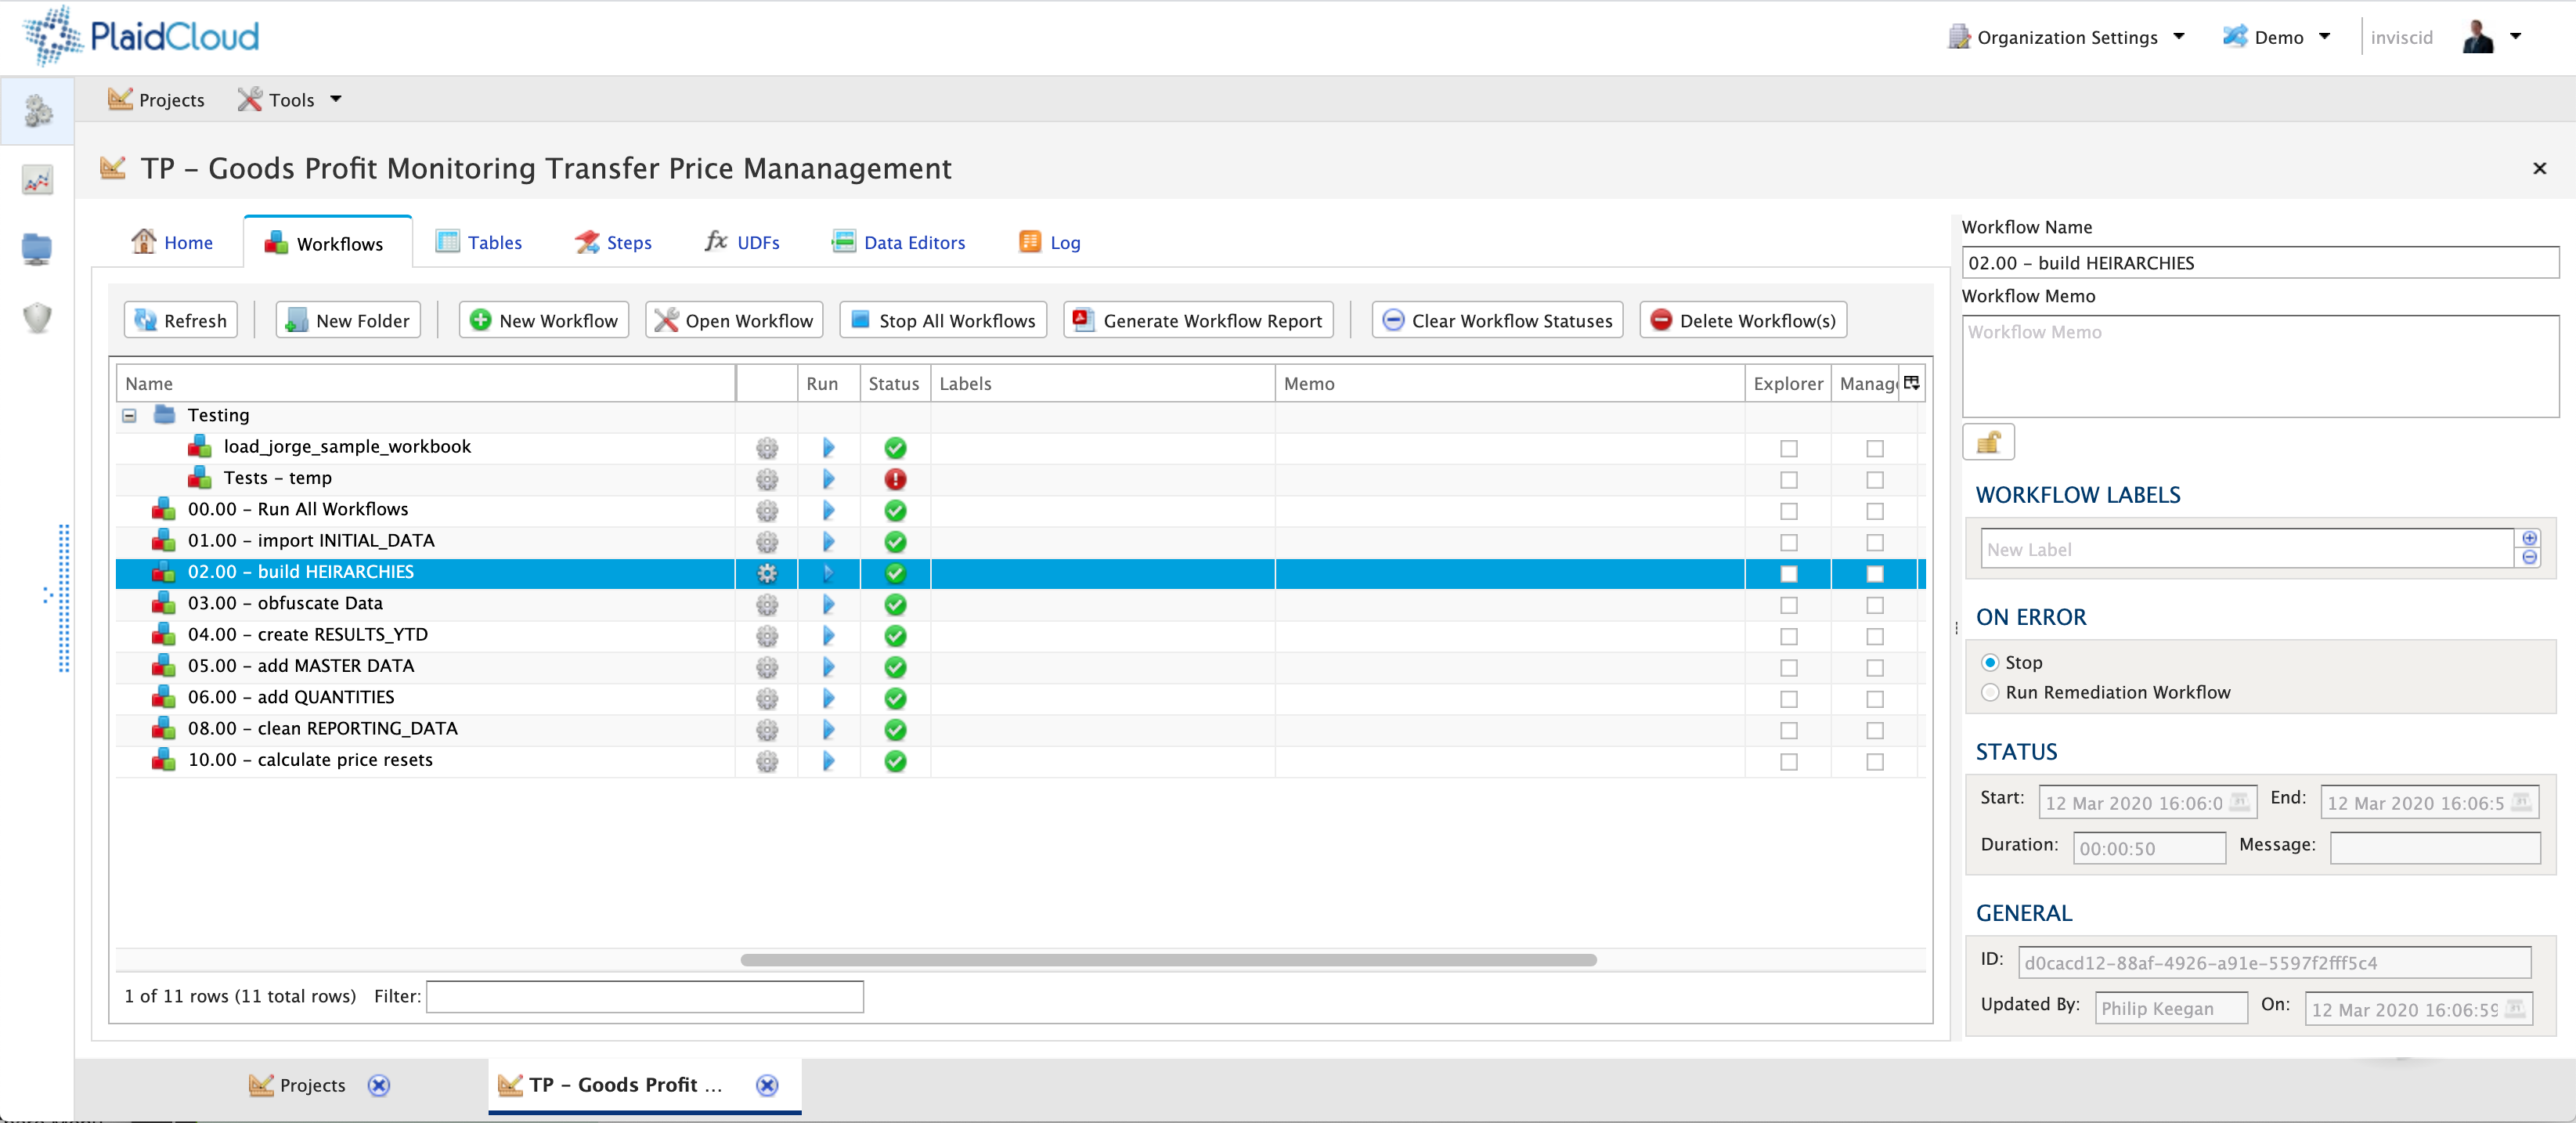 PlaidCloud
Organization Settings
Demo
inviscid
Projects
Tools
TP – Goods Profit Monitoring Transfer Price Mananagement
Home
Workflows
Tables
Steps
fx UDFs
Data Editors
Log
Refresh
New Folder
New Workflow
Open Workflow
Stop All Workflows
Generate Workflow Report
Clear Workflow Statuses
Delete Workflow(s)
Name Run Status Labels Memo Explorer Manag
Testing
load_jorge_sample_workbook
Tests – temp
00.00 – Run All Workflows
01.00 – import INITIAL_DATA
02.00 – build HEIRARCHIES
03.00 – obfuscate Data
04.00 – create RESULTS_YTD
05.00 – add MASTER DATA
06.00 – add QUANTITIES
08.00 – clean REPORTING_DATA
10.00 – calculate price resets
1 of 11 rows (11 total rows) Filter:
Workflow Name
02.00 – build HEIRARCHIES
Workflow Memo
Workflow Memo
WORKFLOW LABELS
New Label
ON ERROR
Stop
Run Remediation Workflow
STATUS
Start: 12 Mar 2020 16:06:0 End: 12 Mar 2020 16:06:5
Duration: 00:00:50 Message:
GENERAL
ID: d0cacd12-88af-4926-a91e-5597f2fff5c4
Updated By: Philip Keegan On: 12 Mar 2020 16:06:59
Projects
TP – Goods Profit ...